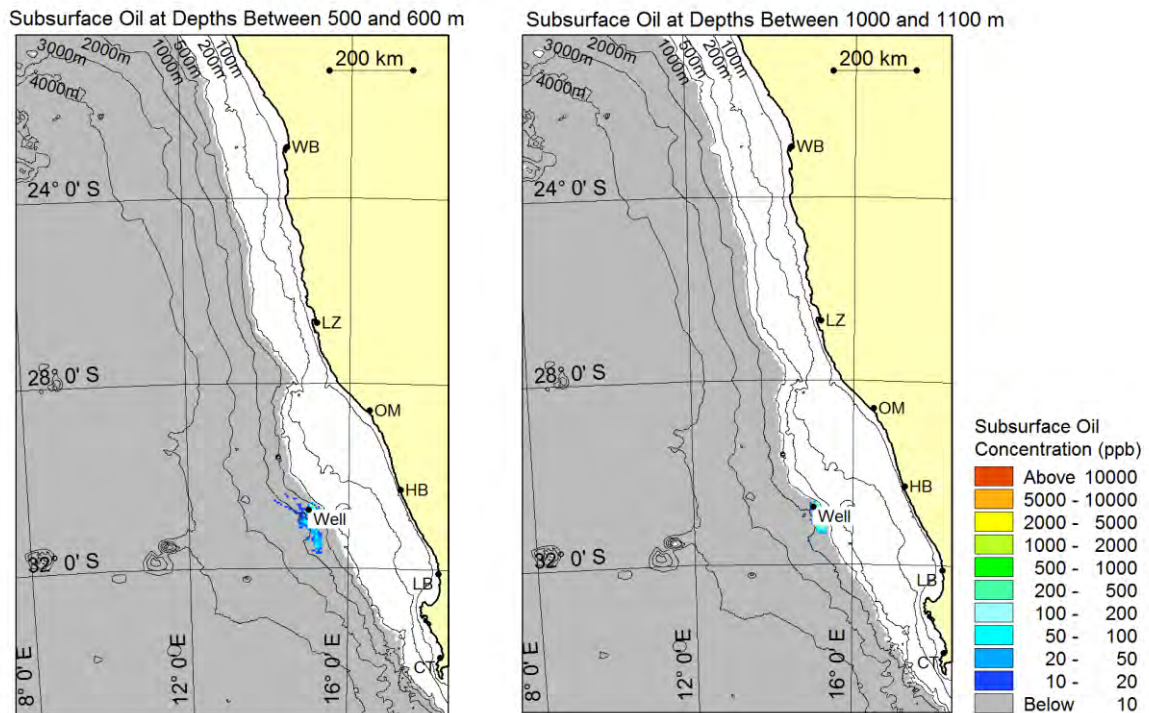 Subsurface Oil at Depths Between 500 and 600 m
3000m
2000m
1000m
500m
200m
100m
4000m
200 km
WB
24° 0' S
LZ
28° 0' S
OM
HB
Well
32° 0' S
LB
CT
8° 0' E
12° 0' E
16° 0' E
Subsurface Oil at Depths Between 1000 and 1100 m
3000m
2000m
1000m
500m
200m
100m
4000m
200 km
WB
24° 0' S
LZ
28° 0' S
OM
HB
Well
32° 0' S
LB
CT
8° 0' E
12° 0' E
16° 0' E
Subsurface Oil
Concentration (ppb)
Above 10000
5000 - 10000
2000 - 5000
1000 - 2000
500 - 1000
200 - 500
100 - 200
50 - 100
20 - 50
10 - 20
Below 10